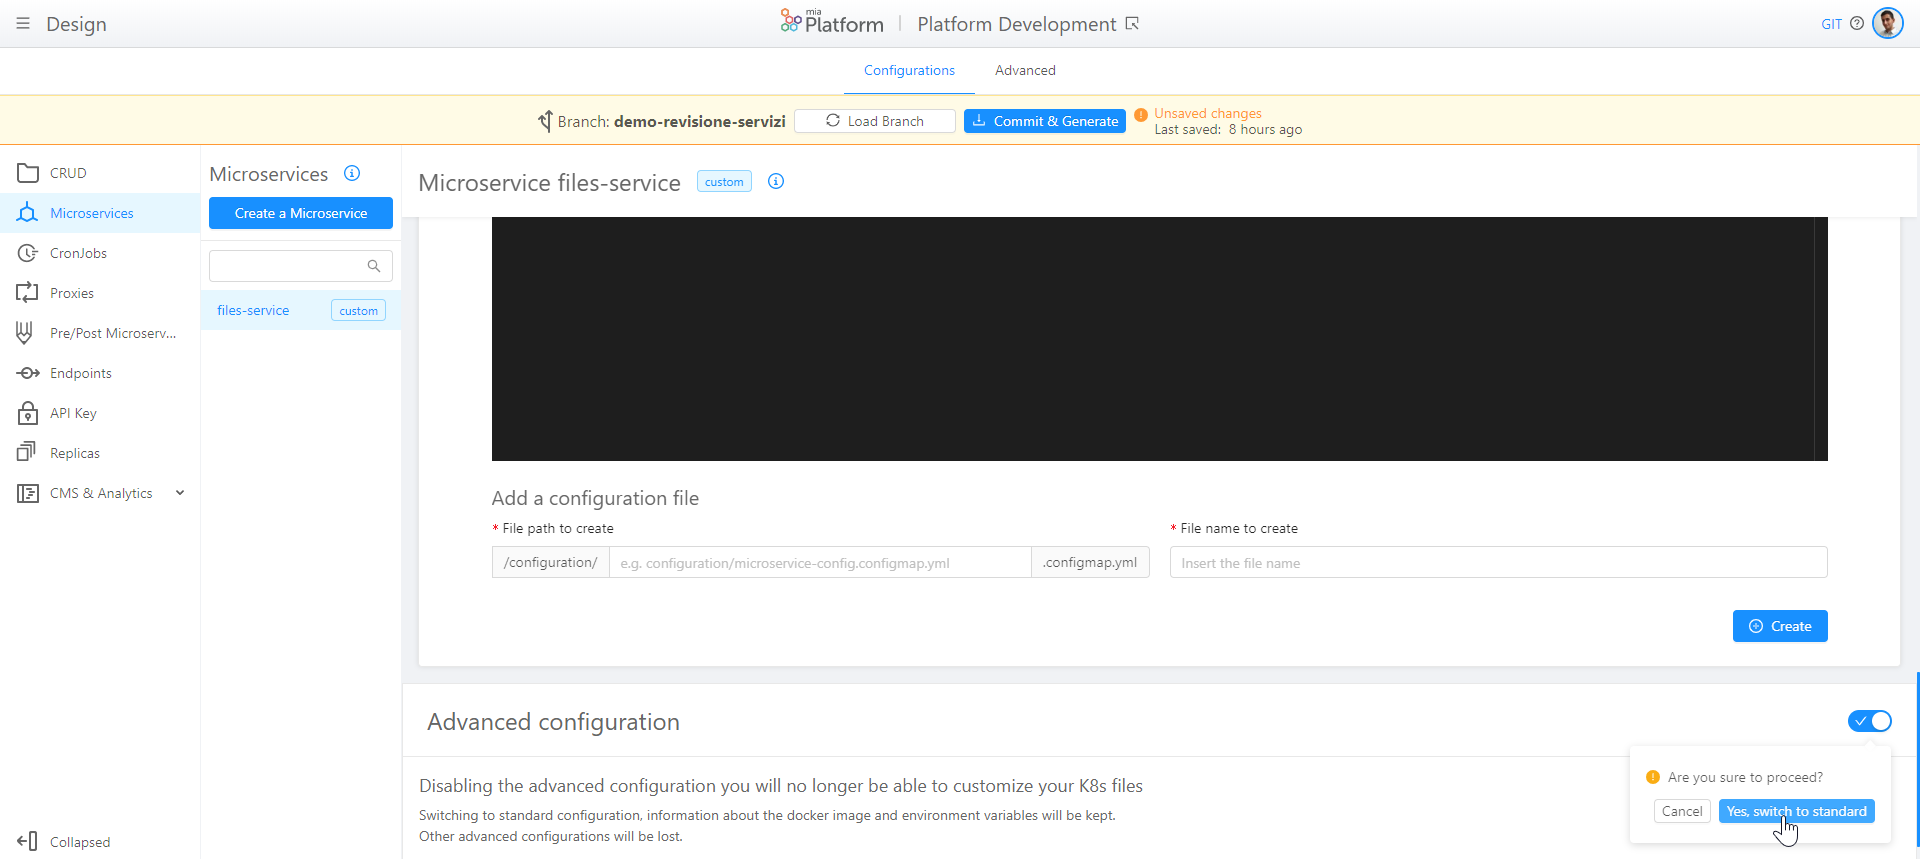 Design
mia
Platform
Platform Development
GIT
Configurations
Advanced
Branch: demo-revisione-servizi
Load Branch
Commit & Generate
Unsaved changes
Last saved: 8 hours ago
CRUD
Microservices
CronJobs
Proxies
Pre/Post Microserv...
Endpoints
API Key
Replicas
CMS & Analytics
Collapsed
Microservices
Create a Microservice
files-service
custom
Microservice files-service
custom
Add a configuration file
* File path to create
/configuration/
e.g. configuration/microservice-config.configmap.yml
.configmap.yml
* File name to create
Insert the file name
Create
Advanced configuration
Disabling the advanced configuration you will no longer be able to customize your K8s files
Switching to standard configuration, information about the docker image and environment variables will be kept.
Other advanced configurations will be lost.
Are you sure to proceed?
Cancel
Yes, switch to standard